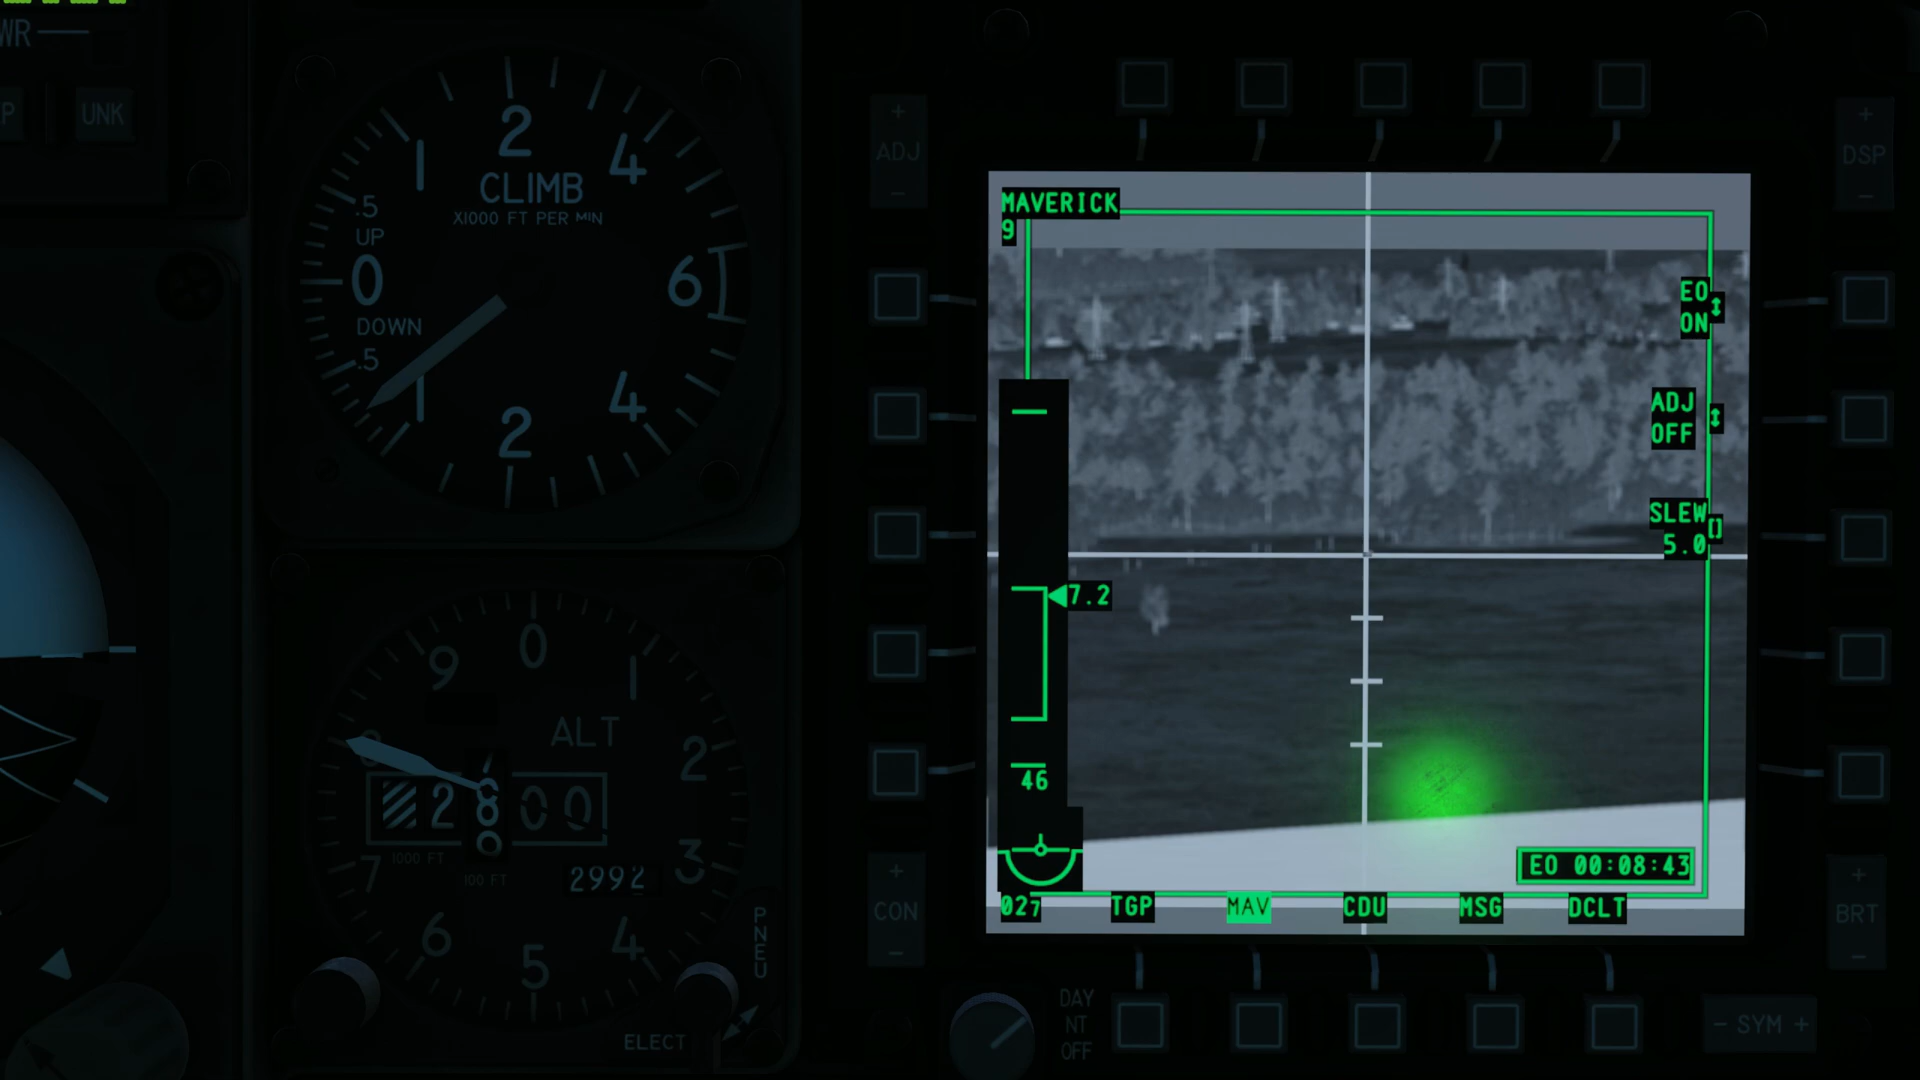 WR
P
UNK
2
1
4
CLIMB
X1000 FT PER MIN
.5
UP
0
6
DOWN
.5
1
2
4
0
9
1
ALT
2
8
2 8 00
7
1000 FT
100 FT
2992
3
6
5
4
PNEU
ELECT
+
ADJ
-
+
DSP
-
MAVERICK
9
EO
ON
ADJ
OFF
SLEW
5.0
7.2
46
EO 00:08:43
027
TGP
MAV
CDU
MSG
DCLT
+
CON
-
+
BRT
-
DAY
NT
OFF
- SYM +